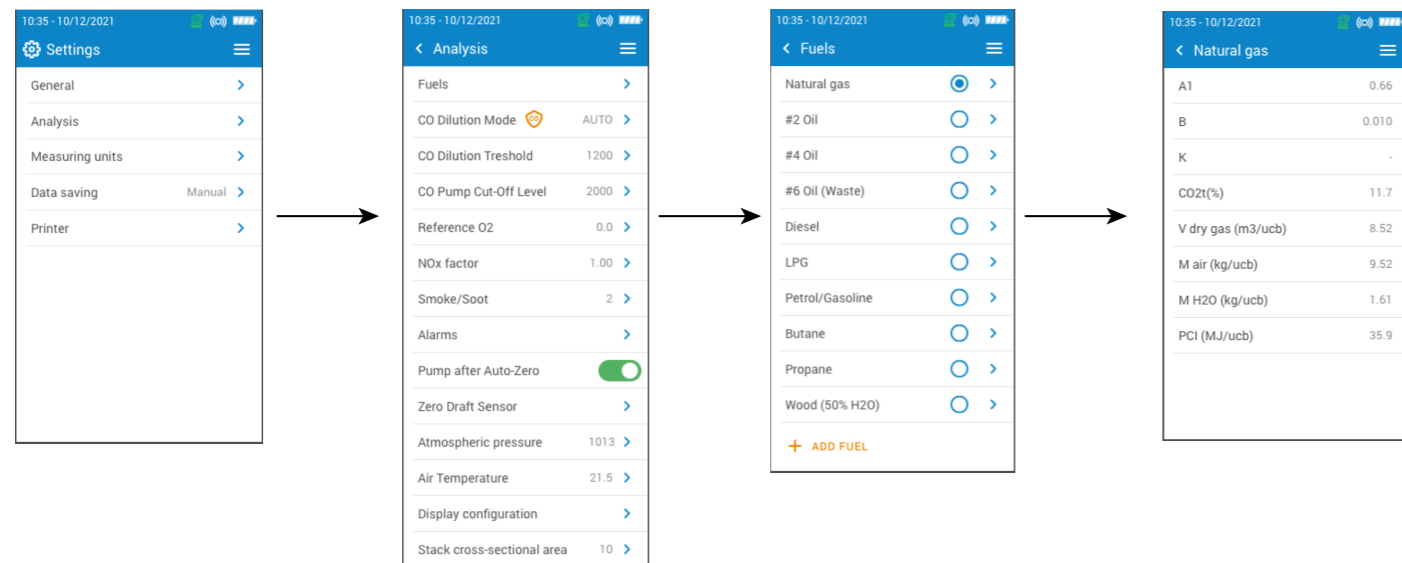 10:35 - 10/12/2021
Settings
General
Analysis
Measuring units
Data saving Manual
Printer
10:35 - 10/12/2021
Analysis
Fuels
CO Dilution Mode CO AUTO
CO Dilution Treshold 1200
CO Pump Cut-Off Level 2000
Reference O2 0.0
NOx factor 1.00
Smoke/Soot 2
Alarms
Pump after Auto-Zero
Zero Draft Sensor
Atmospheric pressure 1013
Air Temperature 21.5
Display configuration
Stack cross-sectional area 10
10:35 - 10/12/2021
Fuels
Natural gas
#2 Oil
#4 Oil
#6 Oil (Waste)
Diesel
LPG
Petrol/Gasoline
Butane
Propane
Wood (50% H2O)
+ ADD FUEL
10:35 - 10/12/2021
Natural gas
A1 0.66
B 0.010
K -
CO2t(%) 11.7
V dry gas (m3/ucb) 8.52
M air (kg/ucb) 9.52
M H2O (kg/ucb) 1.61
PCI (MJ/ucb) 35.9